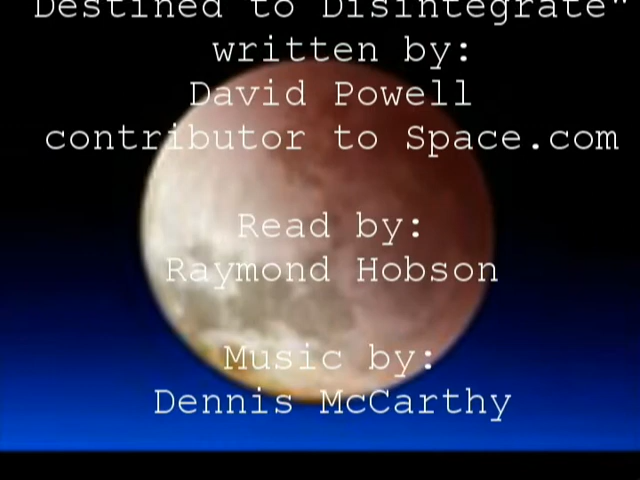 Destined to Disintegrate"
written by:
David Powell
contributor to Space.com
Read by:
Raymond Hobson
Music by:
Dennis McCarthy